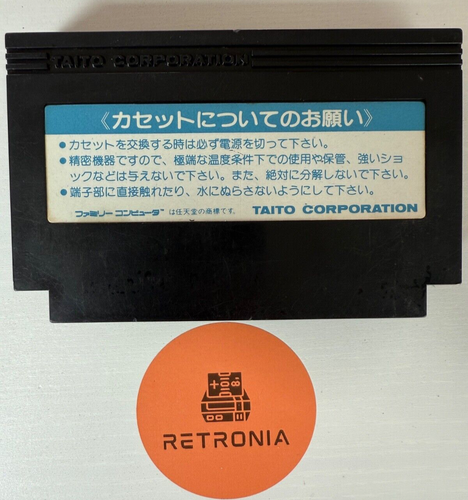 TAITO CORPORATION
《カセットについてのお願い》
●カセットを交換する時は必ず電源を切って下さい。
●精密機器ですので、極端な温度条件下での使用や保管、強いショ
ックなどは与えないで下さい。また、絶対に分解しないで下さい。
●端子部に直接触れたり、水にぬらさないようにして下さい。
ファミリーコンピュータ™ は任天堂の商標です。 TAITO CORPORATION
RETRONIA